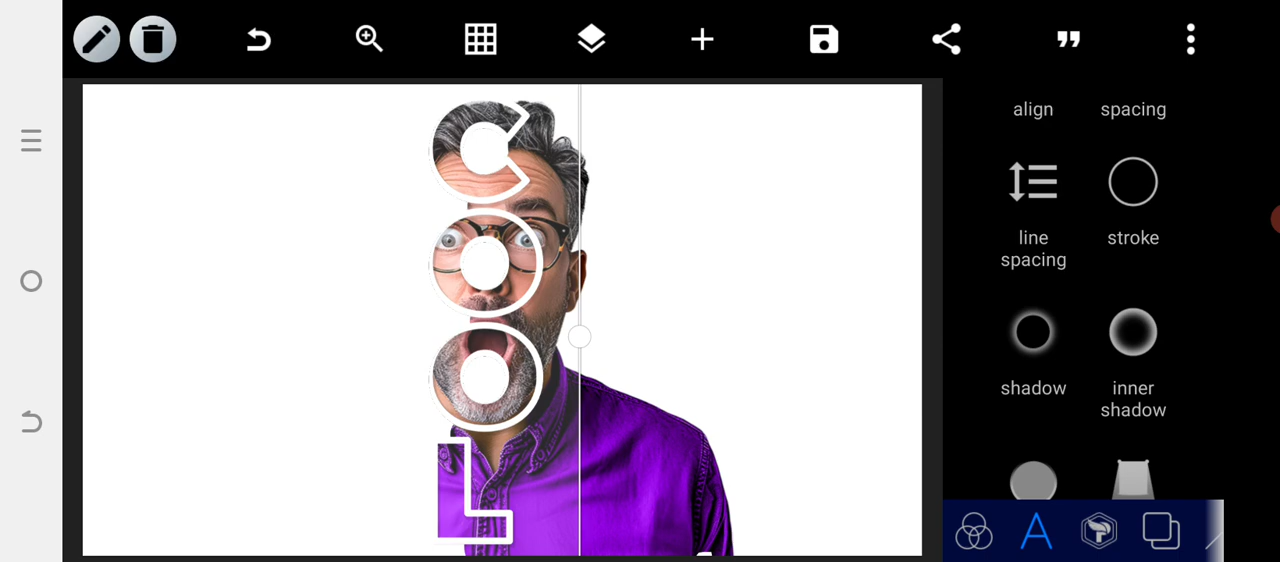 C
O
O
L
align
spacing
line
spacing
stroke
shadow
inner
shadow